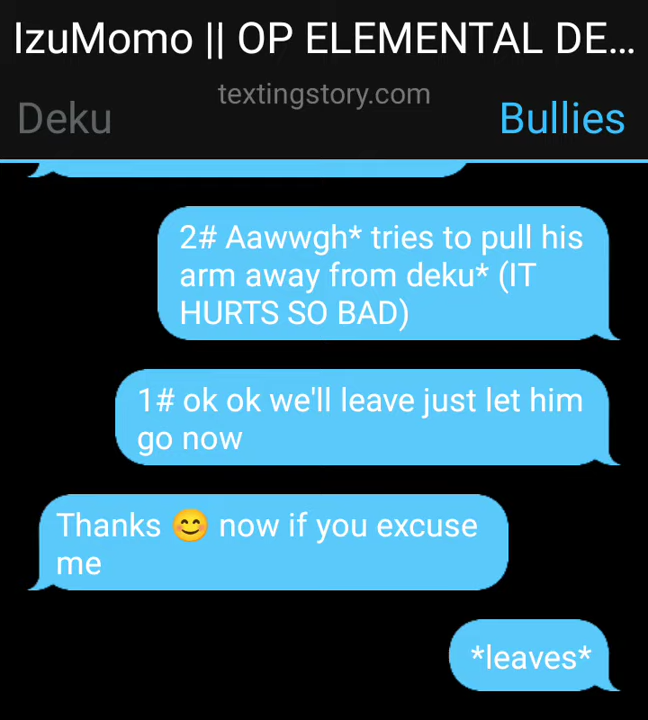 IzuMomo || OP ELEMENTAL DE...
textingstory.com
Deku
Bullies
2# Aawwgh* tries to pull his
arm away from deku* (IT
HURTS SO BAD)
1# ok ok we'll leave just let him
go now
Thanks 😊 now if you excuse
me
*leaves*